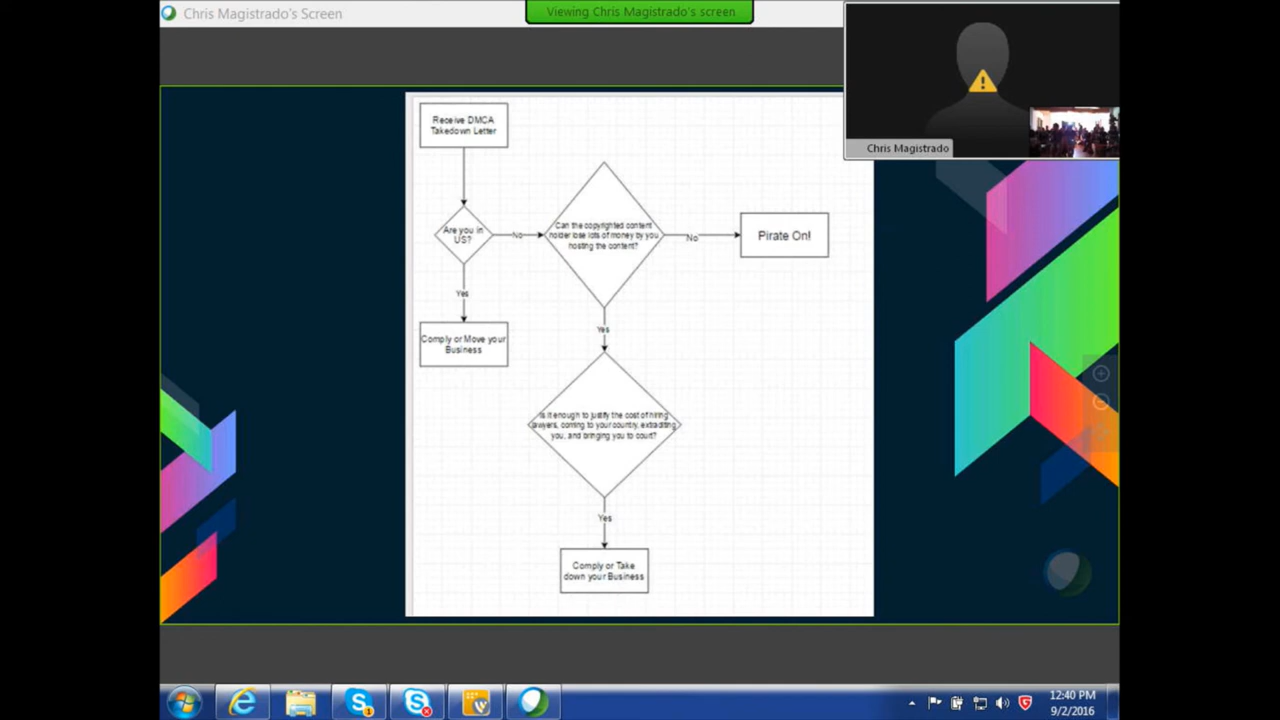 Chris Magistrado's Screen
Viewing Chris Magistrado's screen
Chris Magistrado
Receive DMCA
Takedown Letter
Are you in
US?
No
Can the copyrighted content
holder lose lots of money by you
hosting the content?
No
Pirate On!
Yes
Comply or Move your
Business
Yes
Is it enough to justify the cost of hiring
lawyers, coming to your country, extraditing
you, and bringing you to court?
Yes
Comply or Take
down your Business
12:40 PM
9/2/2016